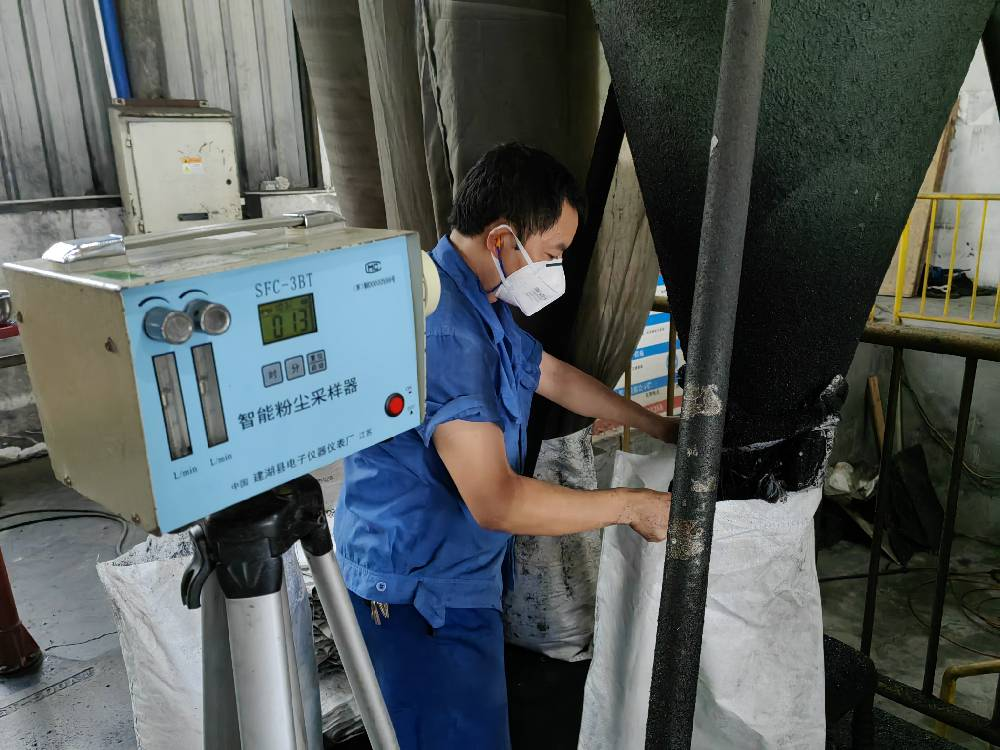 SFC-3BT
MC
013
时 分
智能粉尘采样器
L/min L/min
中国 建湖县电子仪器仪表厂 江苏